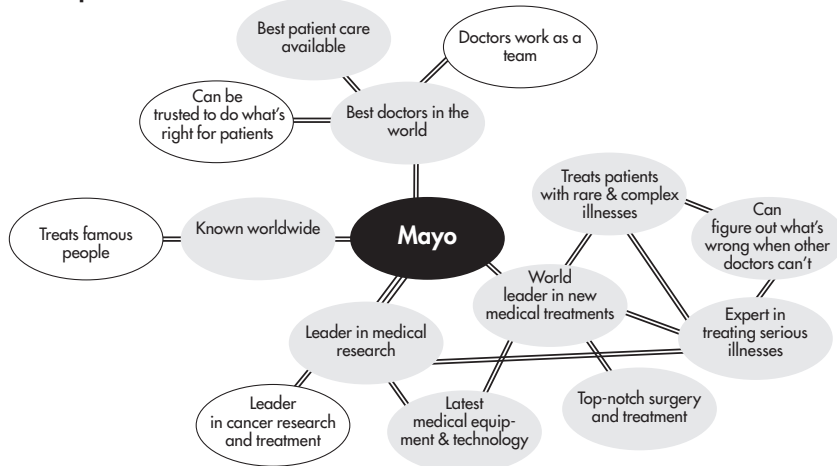 Best patient care
available
Doctors work as a
team
Can be
trusted to do what's
right for patients
Best doctors in the
world
Treats patients
with rare & complex
illnesses
Can
figure out what's
wrong when other
doctors can't
Treats famous
people
Known worldwide
Mayo
World
leader in new
medical treatments
Expert in
treating serious
illnesses
Leader in medical
research
Leader
in cancer research
and treatment
Latest
medical equip-
ment & technology
Top-notch surgery
and treatment